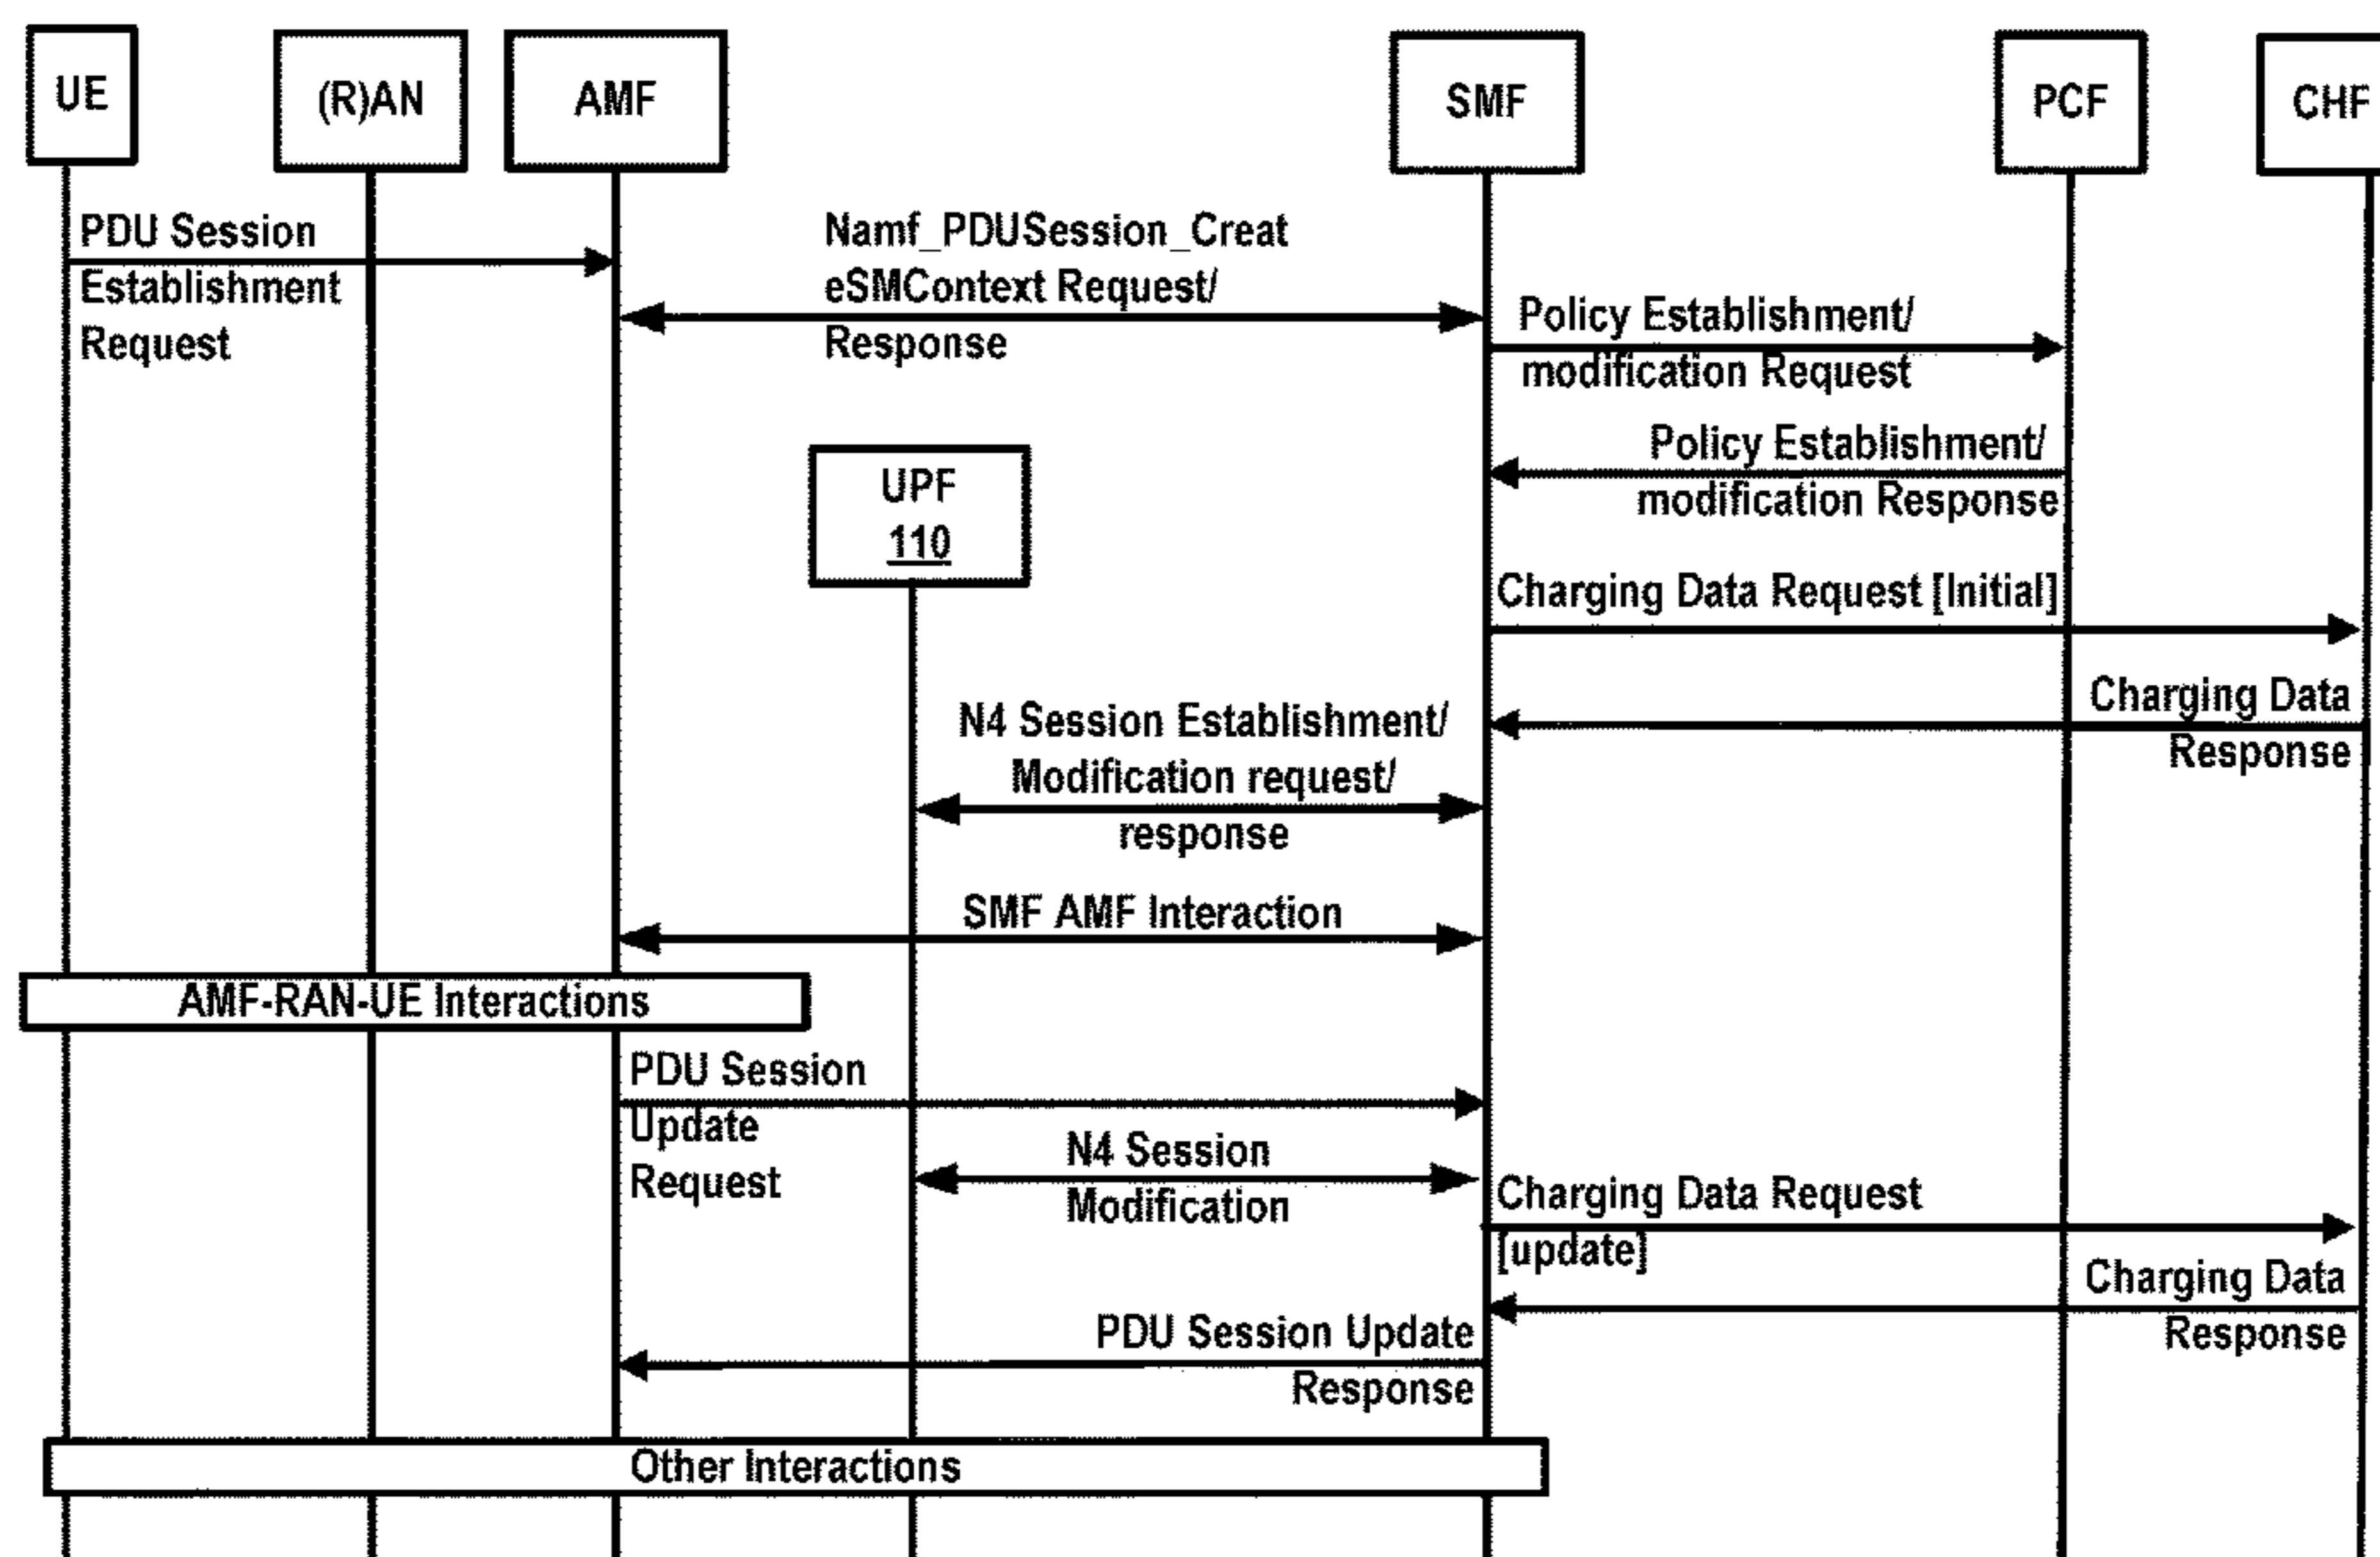 UE
(R)AN
AMF
SMF
PCF
CHF
PDU Session
Establishment
Request
Namf_PDUSession_Creat
eSMContext Request/
Response
Policy Establishment/
modification Request
Policy Establishment/
modification Response
UPF
110
Charging Data Request [Initial]
Charging Data
Response
N4 Session Establishment/
Modification request/
response
SMF AMF Interaction
AMF-RAN-UE Interactions
PDU Session
Update
Request
N4 Session
Modification
Charging Data Request
[update]
Charging Data
Response
PDU Session Update
Response
Other Interactions